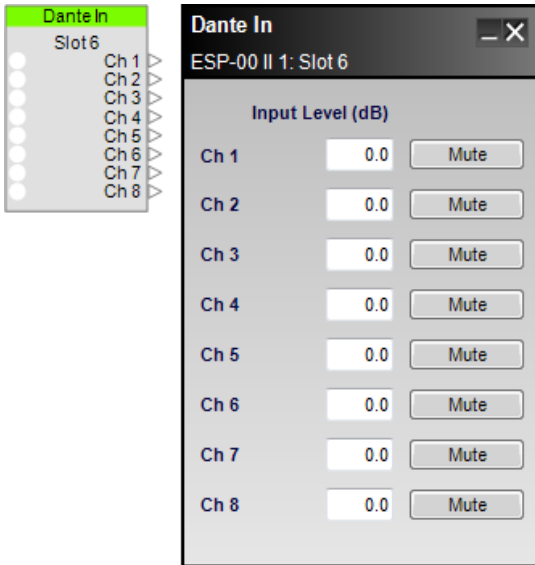 Dante In
Slot 6
Ch 1
Ch 2
Ch 3
Ch 4
Ch 5
Ch 6
Ch 7
Ch 8
Dante In
ESP-00 II 1: Slot 6
Input Level (dB)
Ch 1 0.0 Mute
Ch 2 0.0 Mute
Ch 3 0.0 Mute
Ch 4 0.0 Mute
Ch 5 0.0 Mute
Ch 6 0.0 Mute
Ch 7 0.0 Mute
Ch 8 0.0 Mute